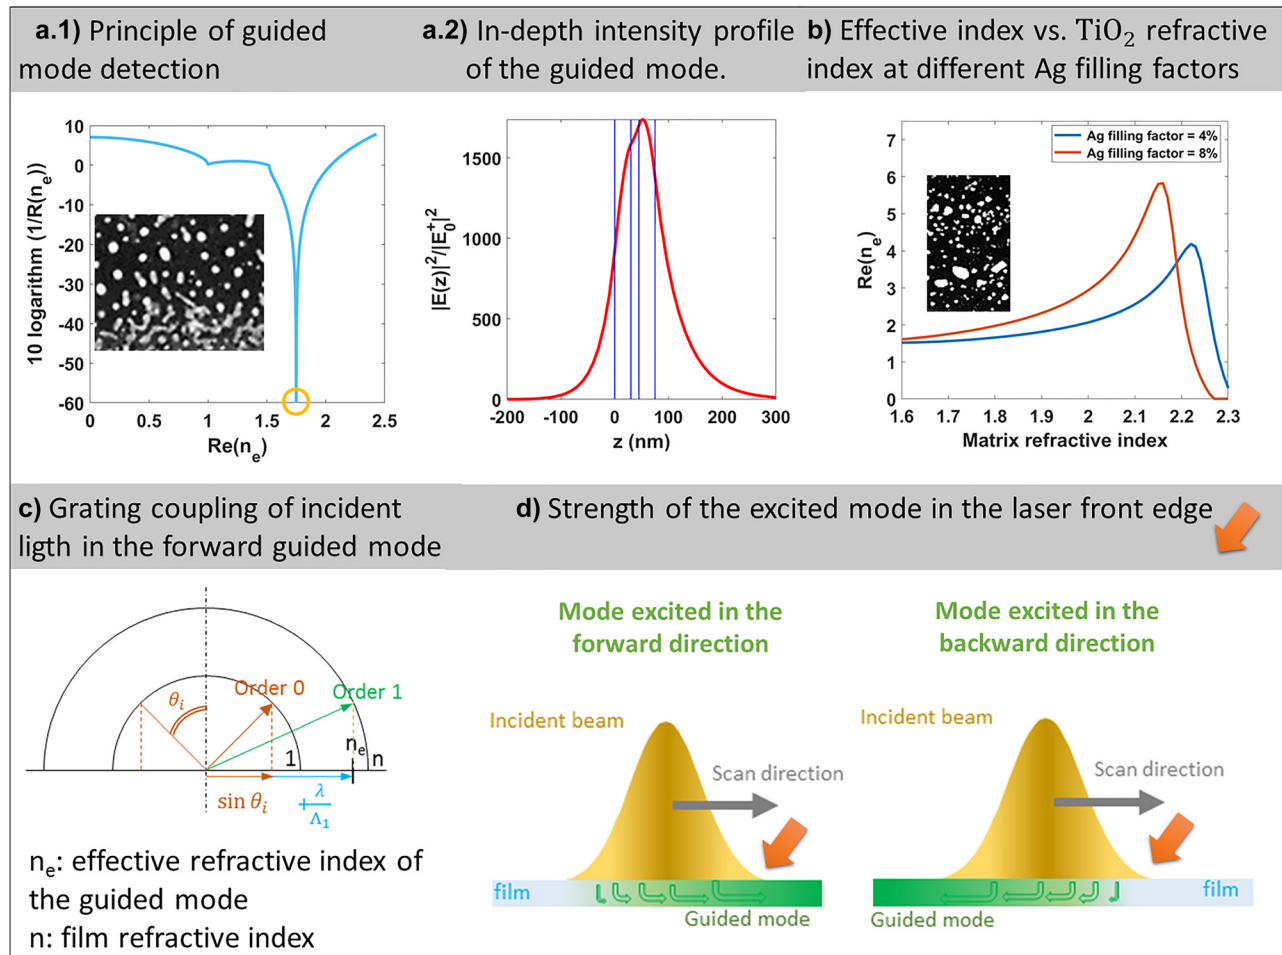 a.1) Principle of guided
mode detection
a.2) In-depth intensity profile
of the guided mode.
b) Effective index vs. TiO₂ refractive
index at different Ag filling factors
10
0
-10
-20
-30
-40
-50
-60
0
0.5
1
1.5
2
2.5
10 logarithm (1/R(nₑ))
Re(nₑ)
1500
1000
500
0
-200
-100
0
100
200
300
|E(z)|²/|E₀⁺|²
z (nm)
7
6
5
4
3
2
1
0
1.6
1.7
1.8
1.9
2
2.1
2.2
2.3
Re(nₑ)
Matrix refractive index
Ag filling factor = 4%
Ag filling factor = 8%
c) Grating coupling of incident
ligth in the forward guided mode
d) Strength of the excited mode in the laser front edge
θᵢ
Order 0
Order 1
1
nₑ
n
sin θᵢ
+λ/Λ₁
nₑ: effective refractive index of
the guided mode
n: film refractive index
Mode excited in the
forward direction
Incident beam
Scan direction
film
Guided mode
Mode excited in the
backward direction
Incident beam
Scan direction
film
Guided mode